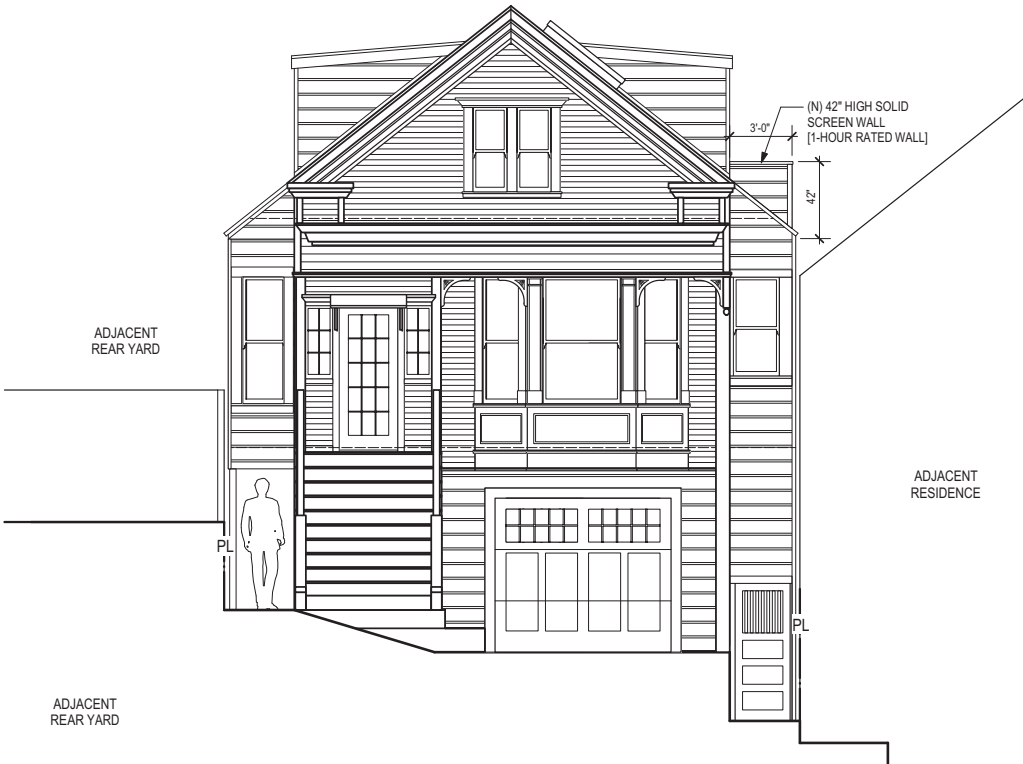 (N) 42" HIGH SOLID
SCREEN WALL
[1-HOUR RATED WALL]
3'-0"
42"
ADJACENT
REAR YARD
ADJACENT
RESIDENCE
PL
PL
ADJACENT
REAR YARD